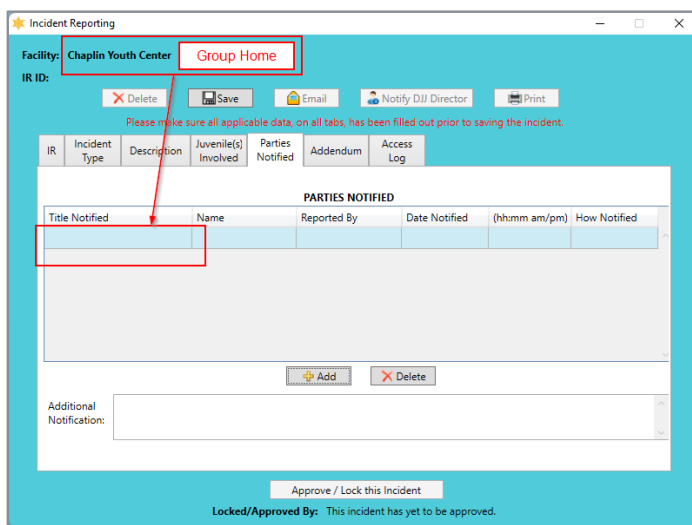 Incident Reporting
Facility: Chaplin Youth Center Group Home
IR ID:
Delete Save Email Notify DJJ Director Print
Please make sure all applicable data, on all tabs, has been filled out prior to saving the incident.
IR Incident Type Description Juvenile(s) Involved Parties Notified Addendum Access Log
PARTIES NOTIFIED
Title Notified Name Reported By Date Notified (hh:mm am/pm) How Notified
Add Delete
Additional
Notification:
Approve / Lock this Incident
Locked/Approved By: This incident has yet to be approved.